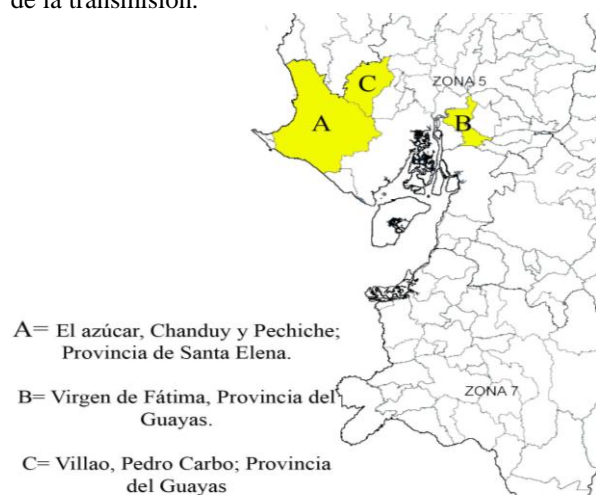 de la transmisión.
C
ZONA 5
A
B
A= El azúcar, Chanduy y Pechiche;
Provincia de Santa Elena.
B= Virgen de Fátima, Provincia del
Guayas.
ZONA 7
C= Villao, Pedro Carbo; Provincia
del Guayas